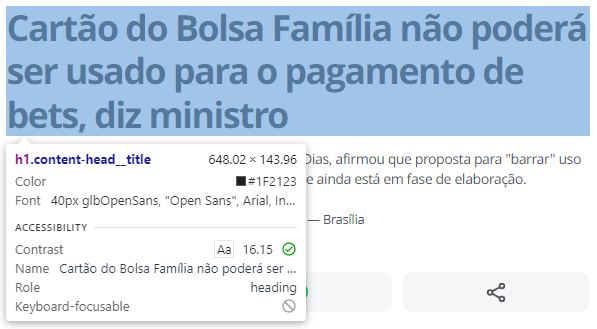 Cartão do Bolsa Família não poderá
ser usado para o pagamento de
bets, diz ministro
h1.content-head__title 648.02 × 143.96
Color #1F2123
Font 40px glbOpenSans, "Open Sans", Arial, In...
ACCESSIBILITY
Contrast Aa 16.15
Name Cartão do Bolsa Família não poderá ser ...
Role heading
Keyboard-focusable
Dias, afirmou que proposta para "barrar" uso
e ainda está em fase de elaboração.
— Brasília